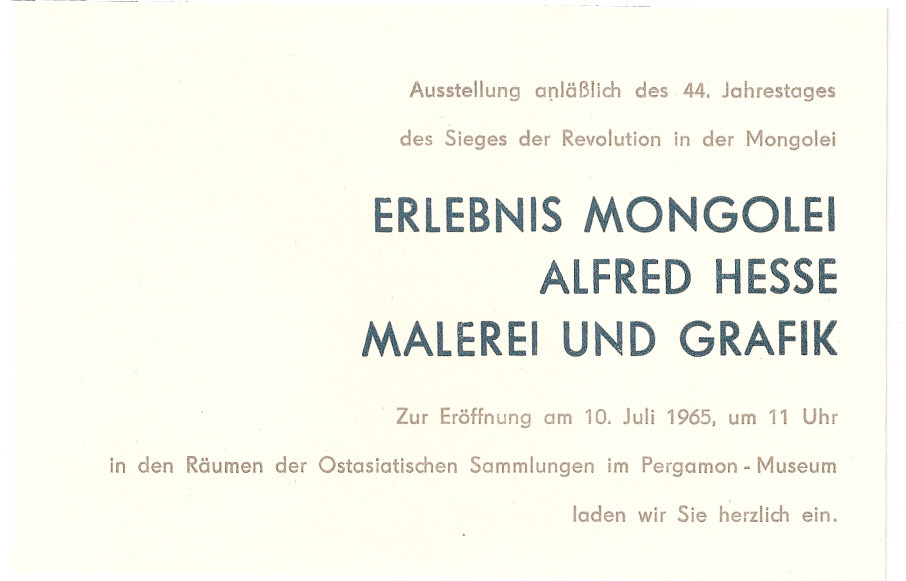 Ausstellung anläßlich des 44. Jahrestages
des Sieges der Revolution in der Mongolei
ERLEBNIS MONGOLEI
ALFRED HESSE
MALEREI UND GRAFIK
Zur Eröffnung am 10. Juli 1965, um 11 Uhr
in den Räumen der Ostasiatischen Sammlungen im Pergamon-Museum
laden wir Sie herzlich ein.